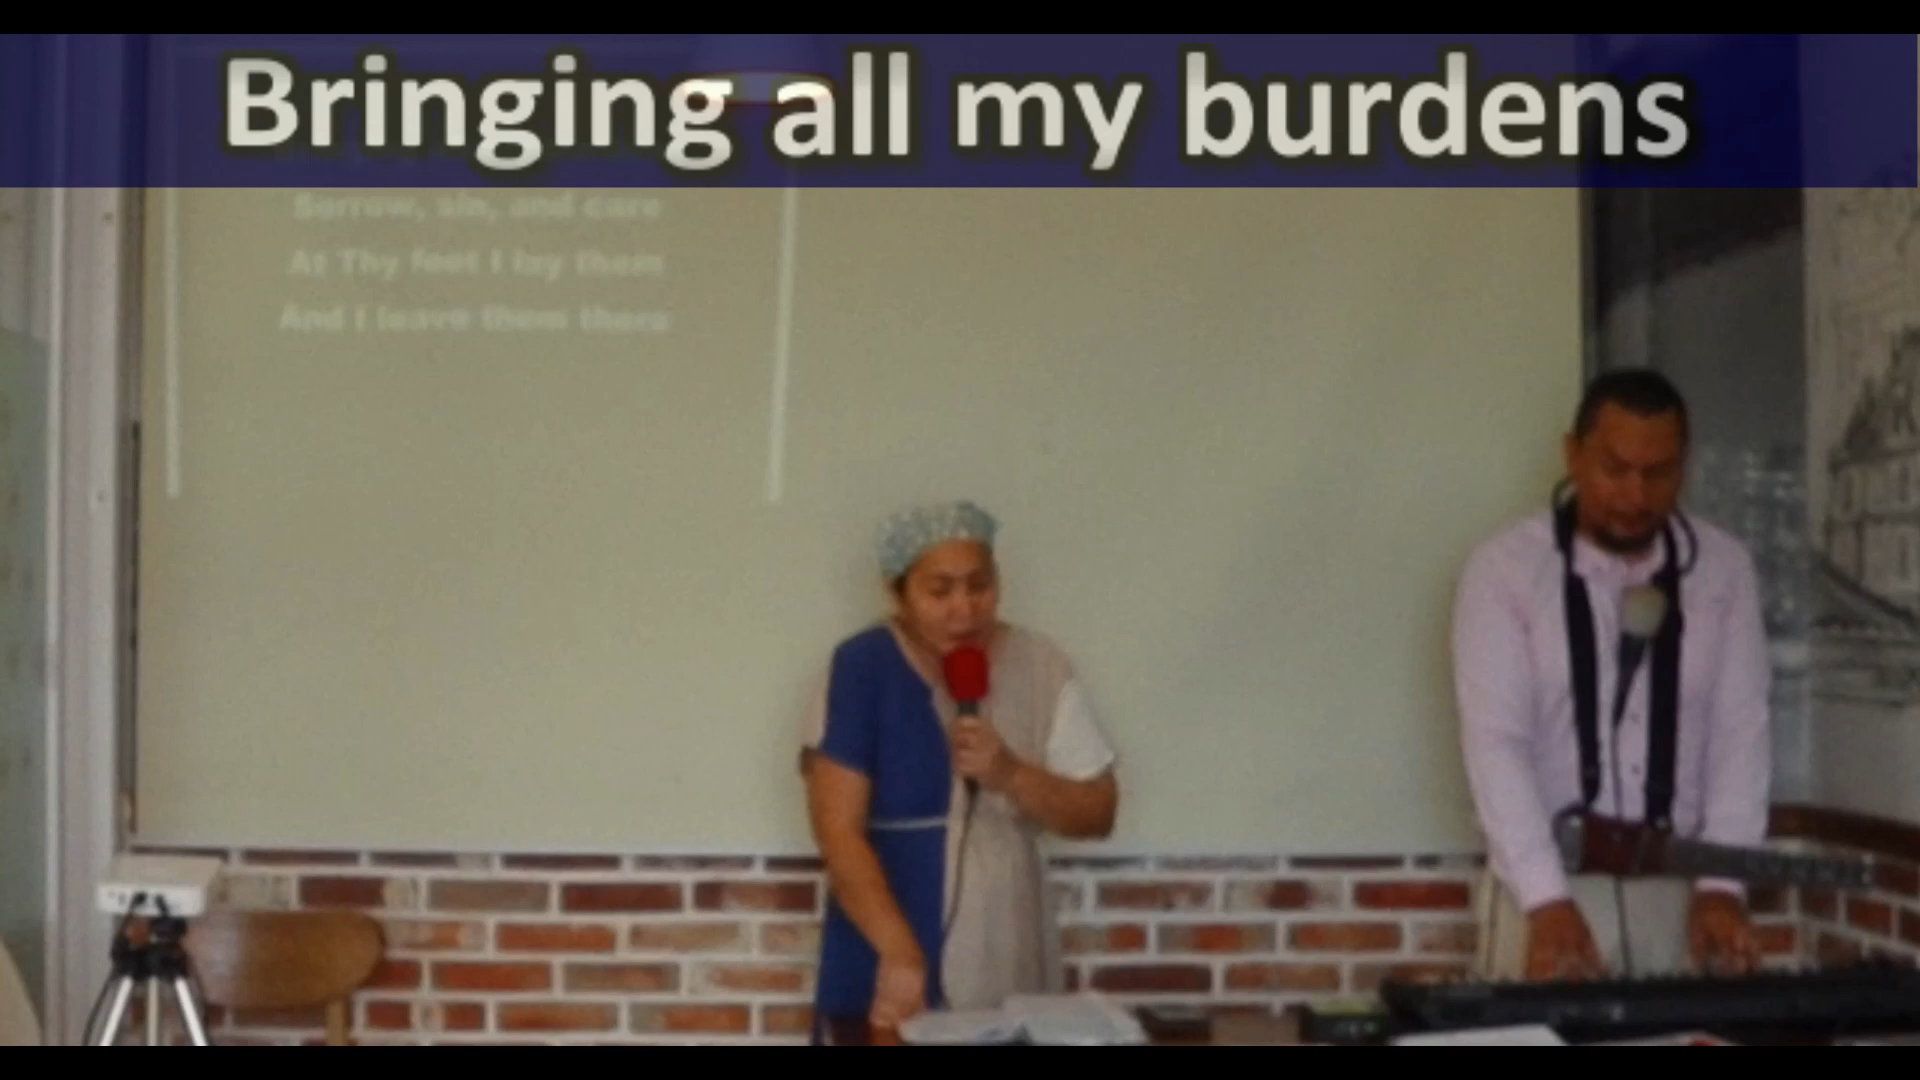 Bringing all my burdens
Sorrow, sin, and care
At Thy feet I lay them
And I leave them there